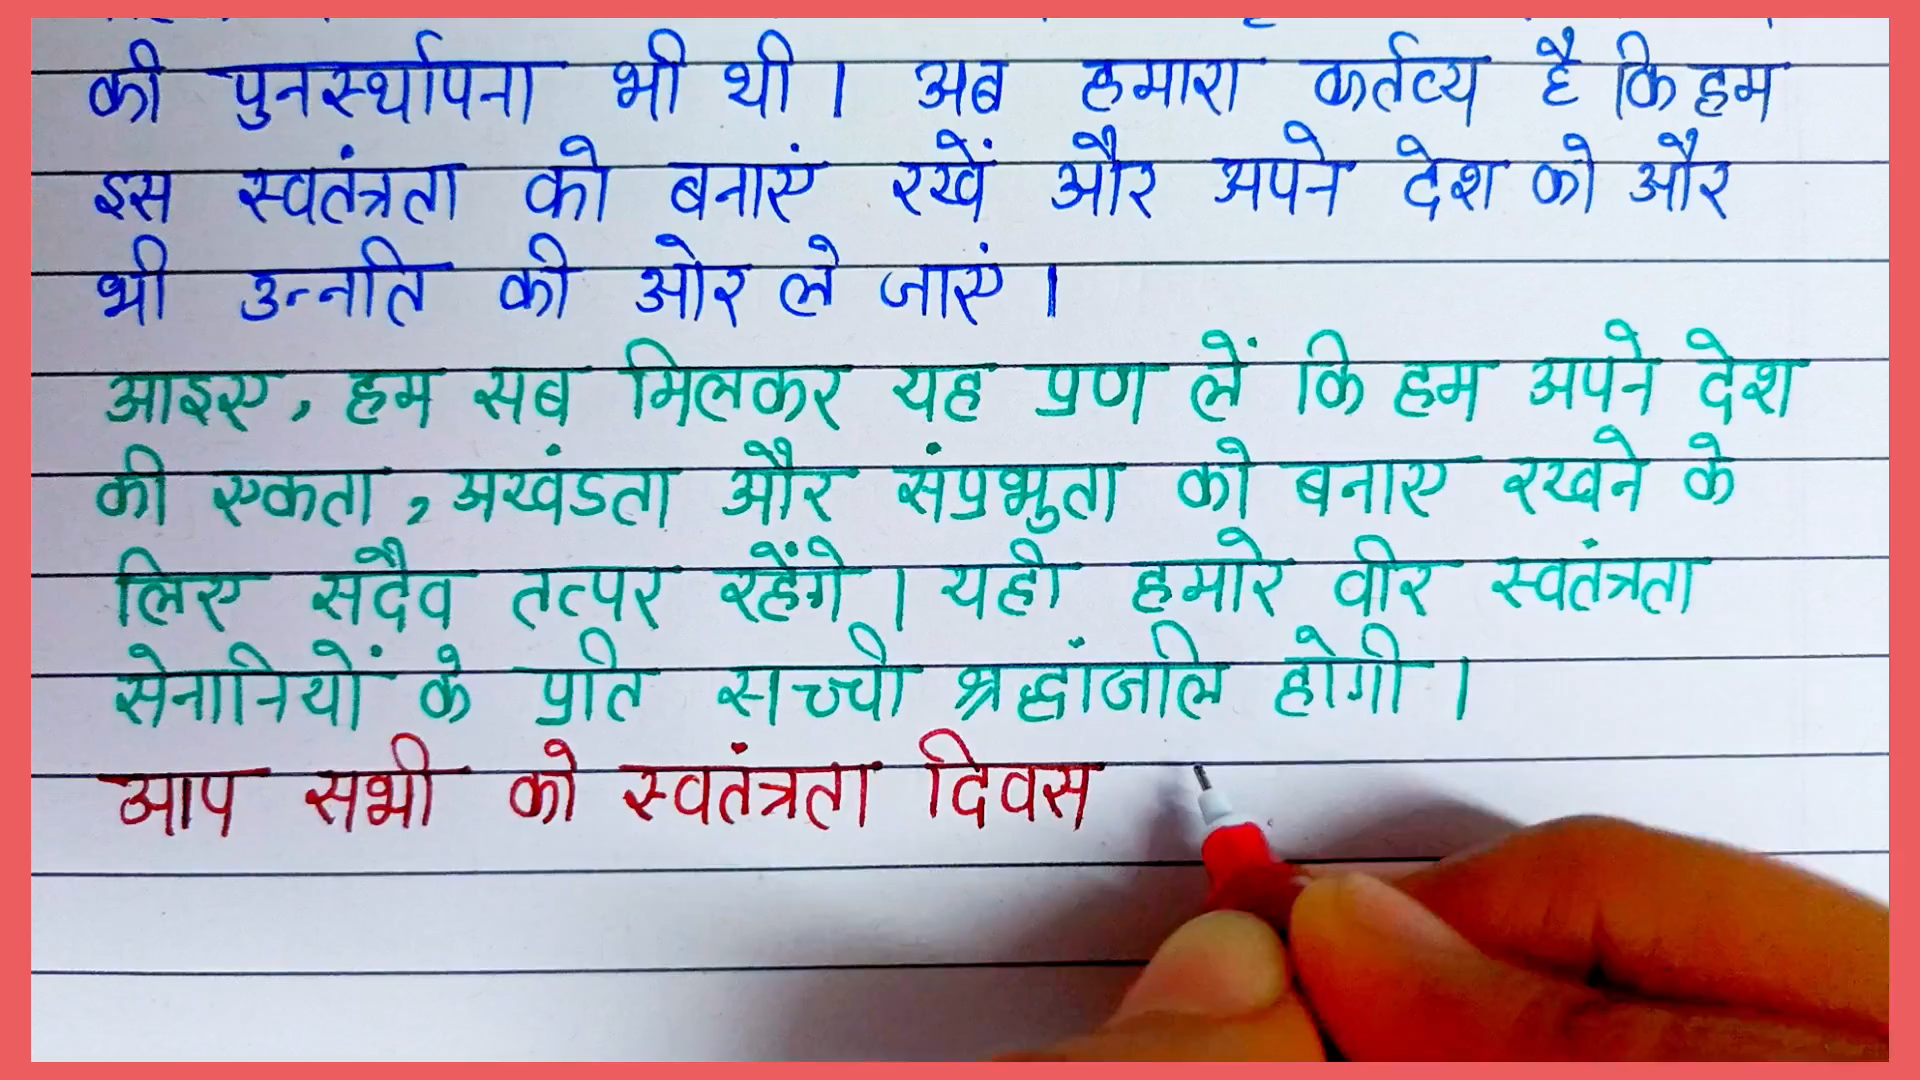 की पुनर्स्थापना भी थी । अब हमारा कर्तव्य है कि हम
इस स्वतंत्रता को बनाएं रखें और अपने देश को और
भी उन्नति की ओर ले जाएं ।
आइए, हम सब मिलकर यह प्रण लें कि हम अपने देश
की एकता, अखंडता और संप्रभुता को बनाए रखने के
लिए सदैव तत्पर रहेंगे । यही हमारे वीर स्वतंत्रता
सेनानियों के प्रति सच्ची श्रद्धांजलि होगी ।
आप सभी को स्वतंत्रता दिवस